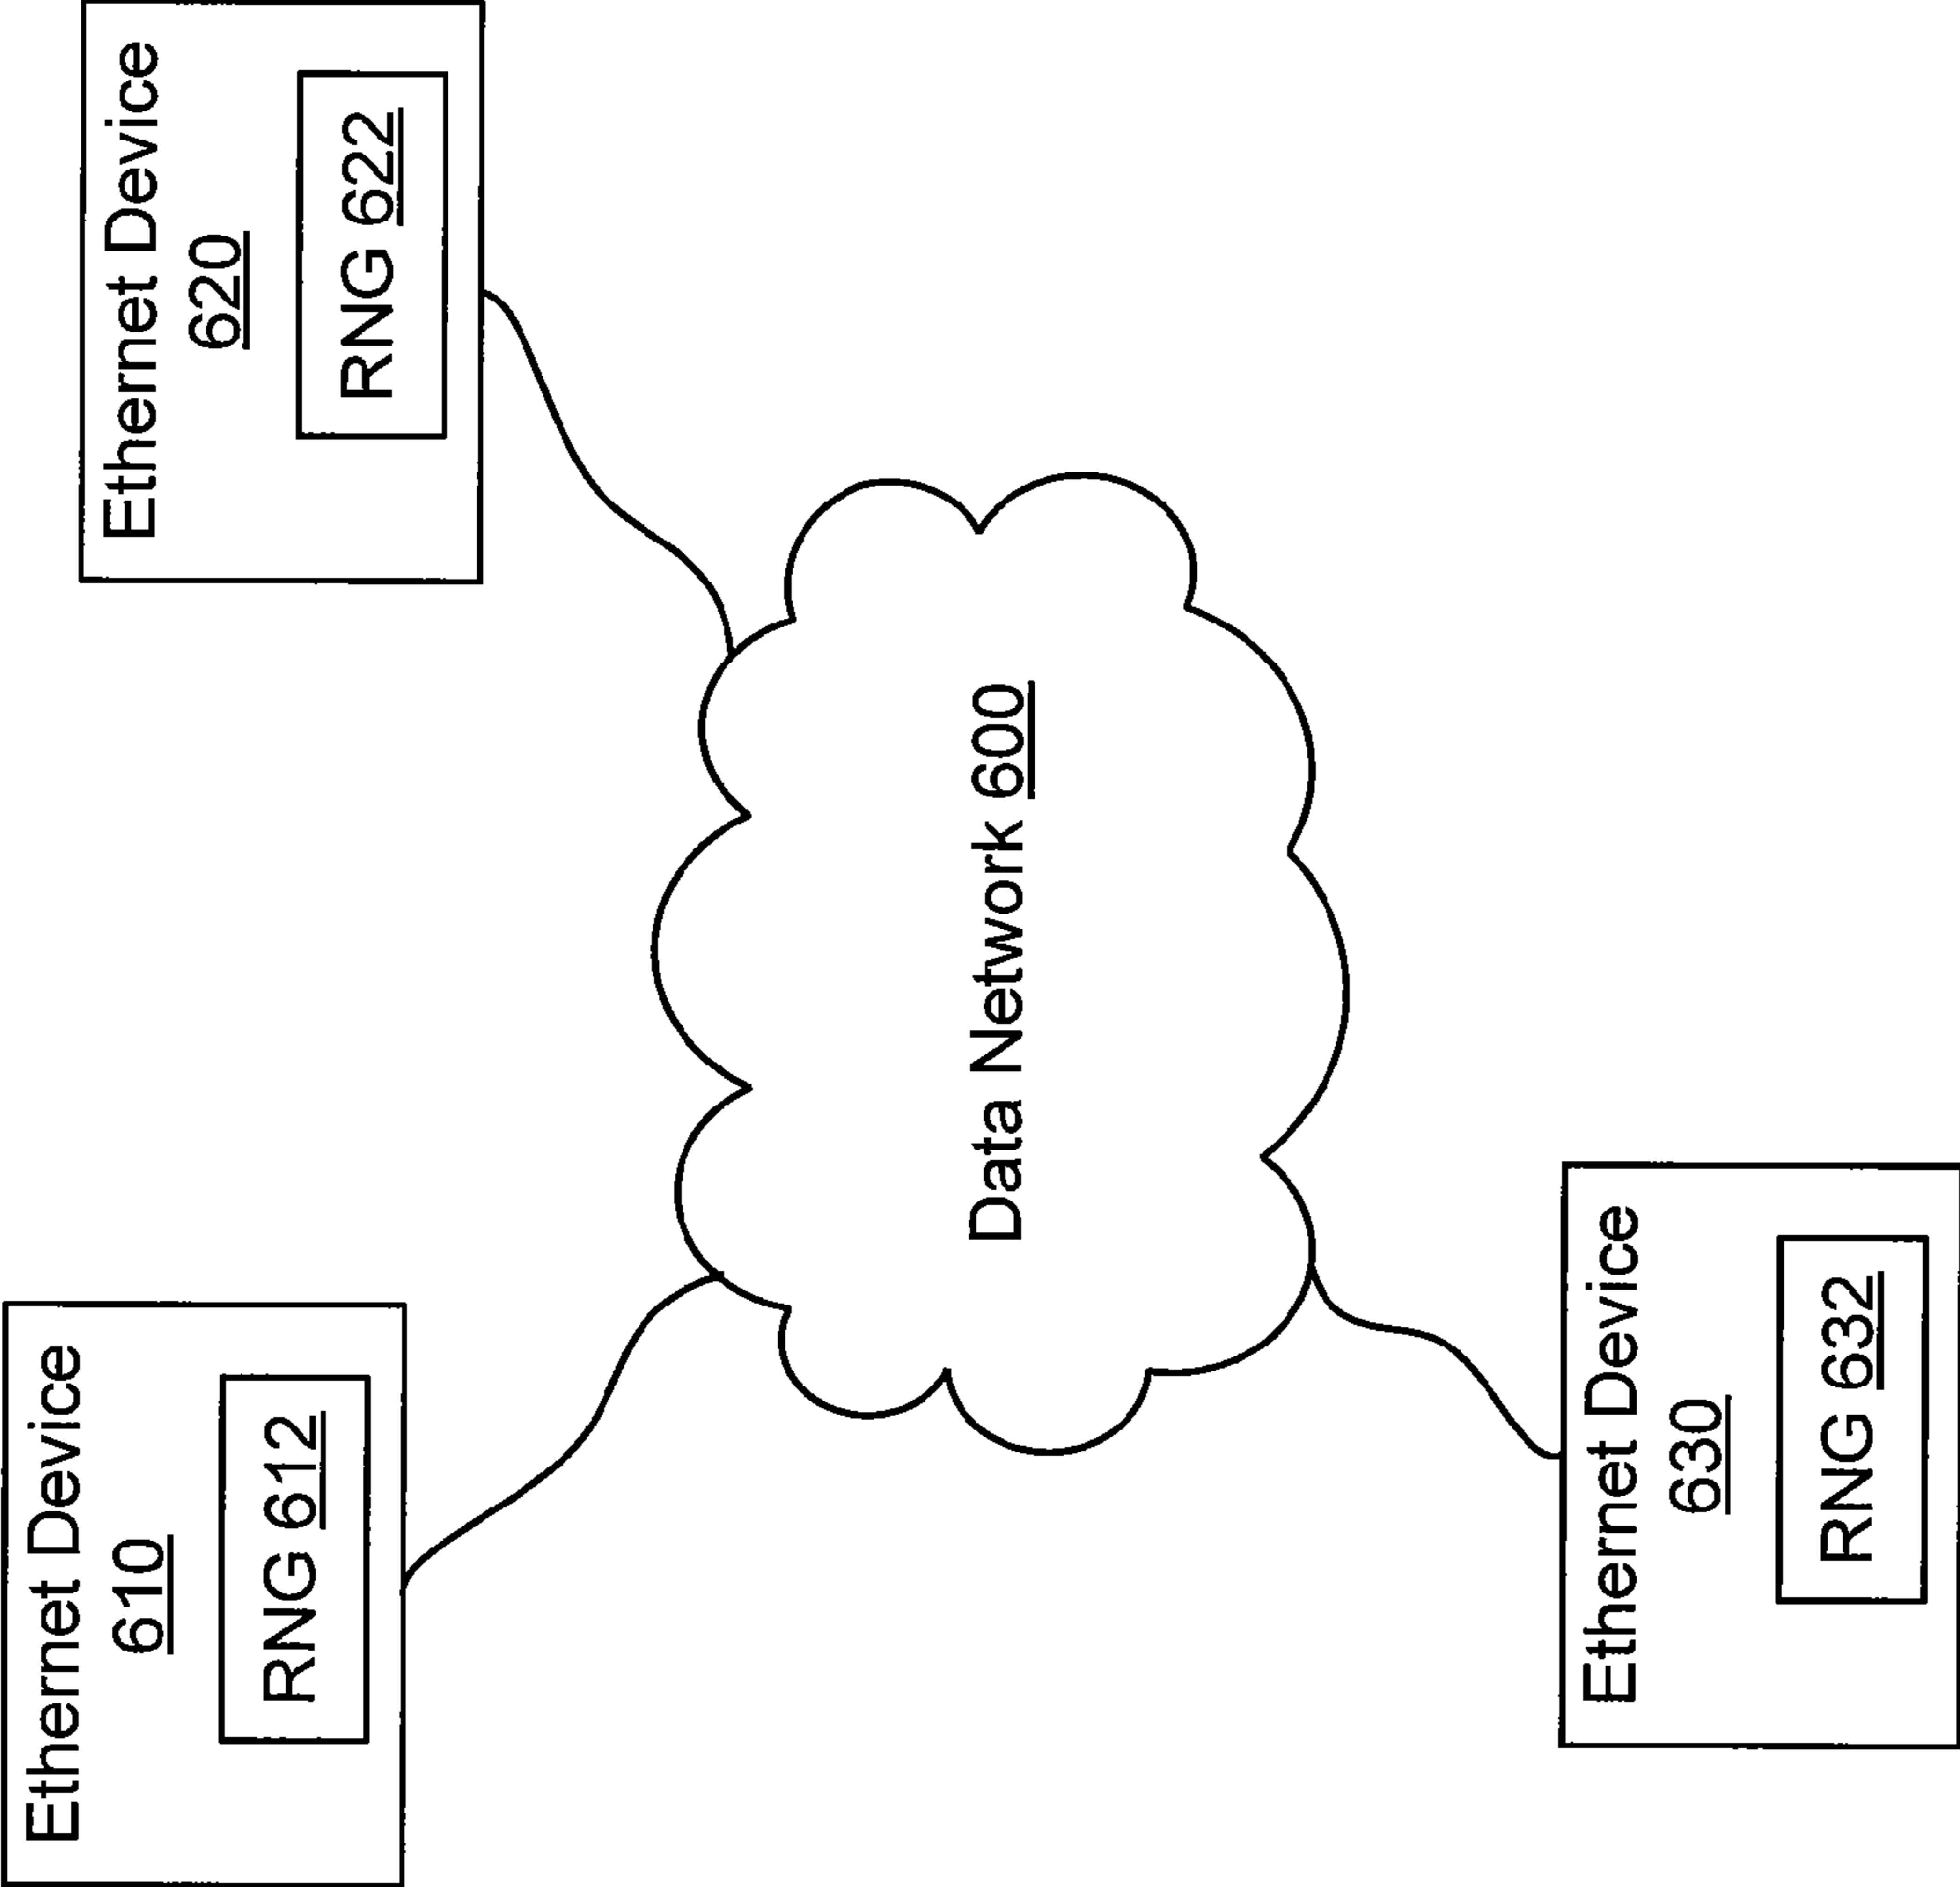 Ethernet Device
610
RNG 612
Ethernet Device
620
RNG 622
Data Network 600
Ethernet Device
630
RNG 632